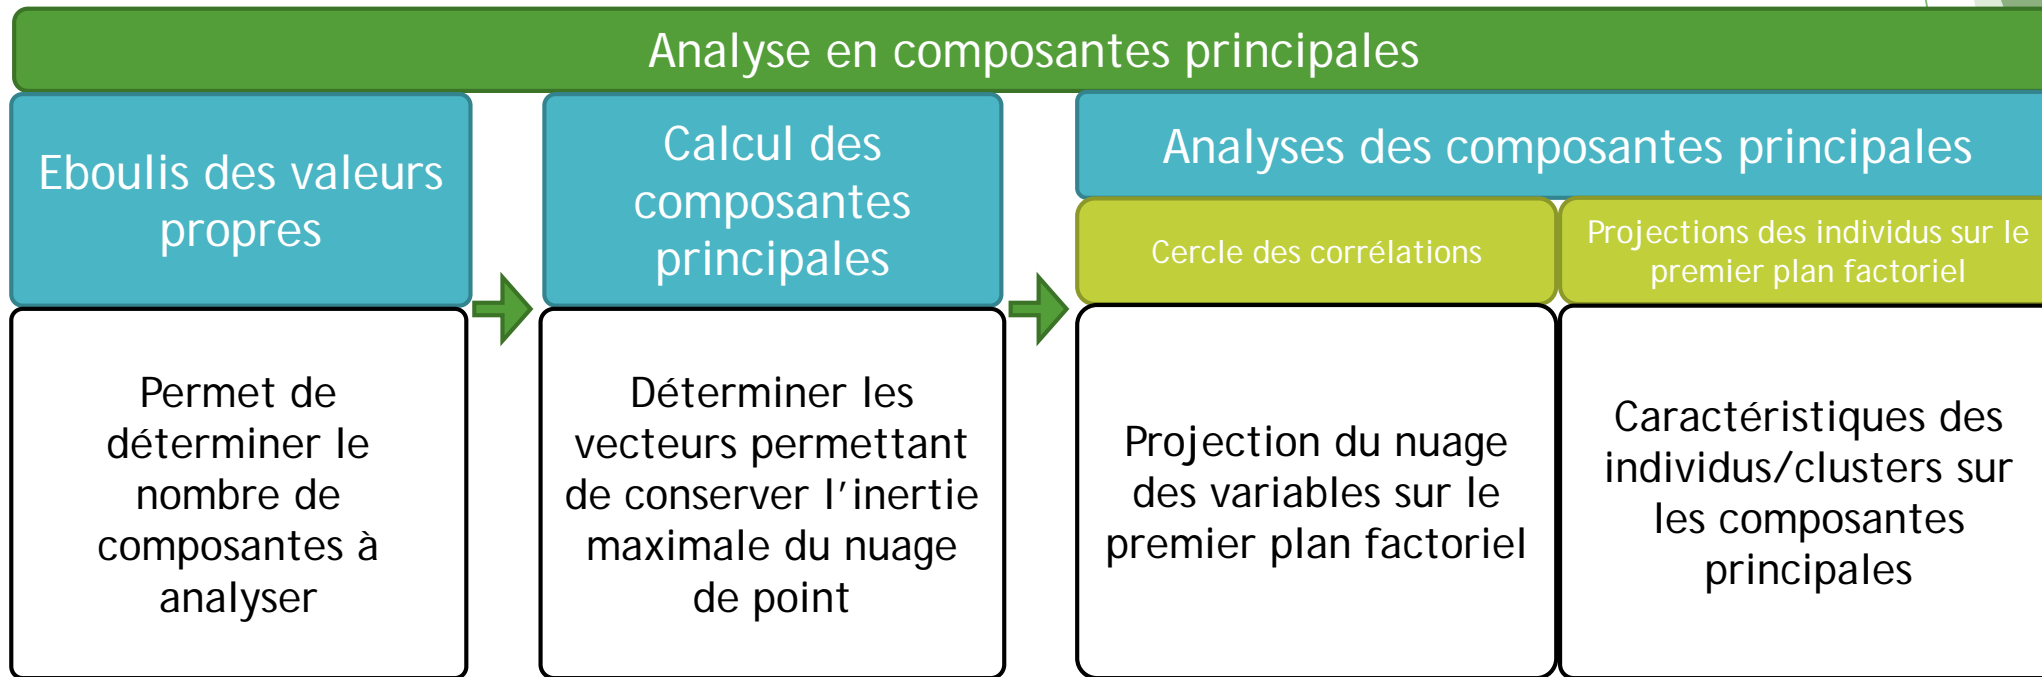 Analyse en composantes principales
Eboulis des valeurs
propres
Permet de
déterminer le
nombre de
composantes à
analyser
Calcul des
composantes
principales
Déterminer les
vecteurs permettant
de conserver l’inertie
maximale du nuage
de point
Analyses des composantes principales
Cercle des corrélations
Projection du nuage
des variables sur le
premier plan factoriel
Projections des individus sur le
premier plan factoriel
Caractéristiques des
individus/clusters sur
les composantes
principales